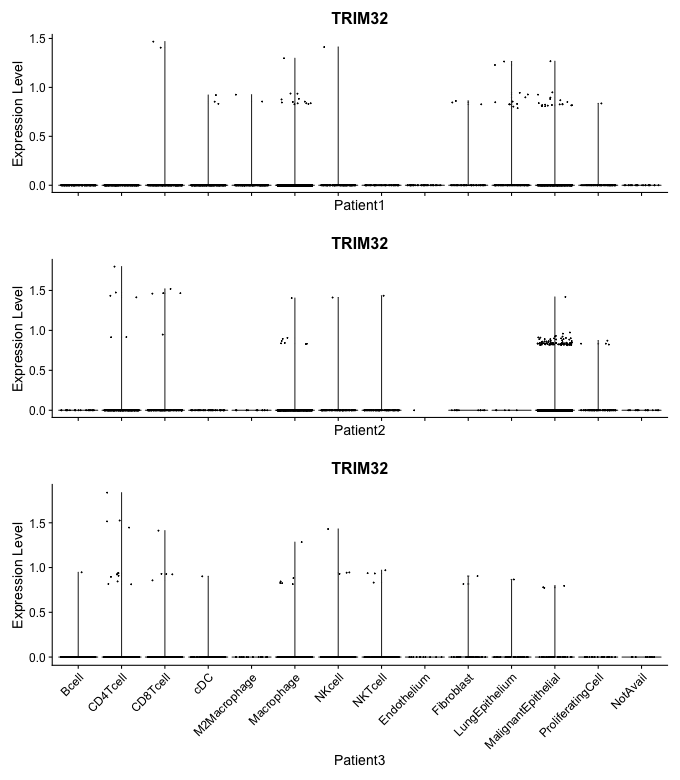 TRIM32
Expression Level
1.5
1.0
0.5
0.0
Patient1
TRIM32
Expression Level
1.5
1.0
0.5
0.0
Patient2
TRIM32
Expression Level
1.5
1.0
0.5
0.0
Bcell
CD4Tcell
CD8Tcell
cDC
M2Macrophage
Macrophage
NKcell
NKTcell
Endothelium
Fibroblast
LungEpithelium
MalignantEpithelial
ProliferatingCell
NotAvail
Patient3